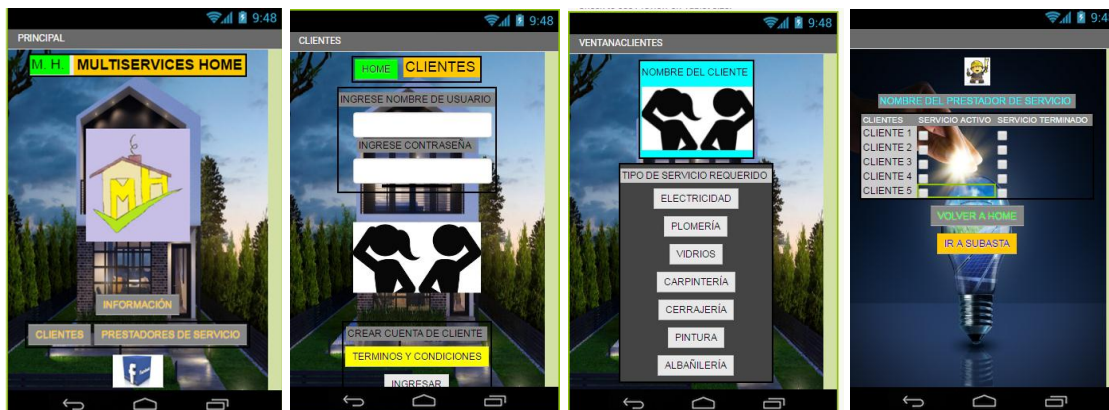 9:48
PRINCIPAL
M. H. MULTISERVICES HOME
MH
INFORMACIÓN
CLIENTES PRESTADORES DE SERVICIO
f
9:48
CLIENTES
HOME CLIENTES
INGRESE NOMBRE DE USUARIO
INGRESE CONTRASEÑA
CREAR CUENTA DE CLIENTE
TERMINOS Y CONDICIONES
INGRESAR
9:48
VENTANACLIENTES
NOMBRE DEL CLIENTE
TIPO DE SERVICIO REQUERIDO
ELECTRICIDAD
PLOMERÍA
VIDRIOS
CARPINTERÍA
CERRAJERÍA
PINTURA
ALBAÑILERÍA
9:48
NOMBRE DEL PRESTADOR DE SERVICIO
CLIENTES SERVICIO ACTIVO SERVICIO TERMINADO
CLIENTE 1
CLIENTE 2
CLIENTE 3
CLIENTE 4
CLIENTE 5
VOLVER A HOME
IR A SUBASTA